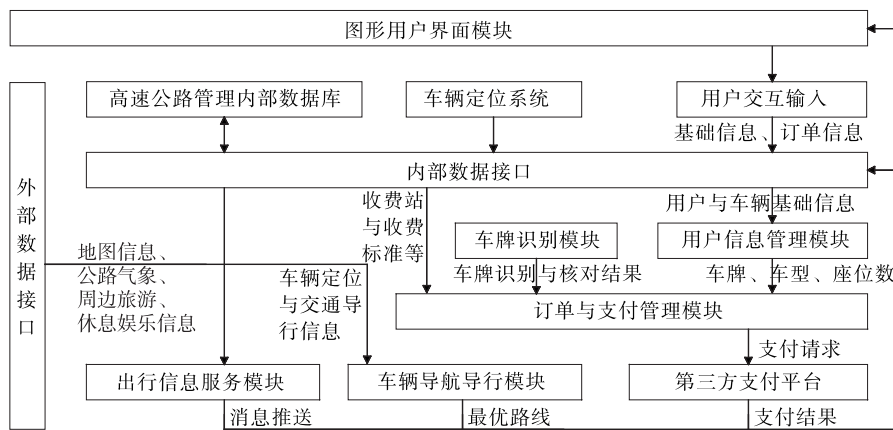 图形用户界面模块
高速公路管理内部数据库
车辆定位系统
用户交互输入
基础信息、订单信息
内部数据接口
外部数据接口
地图信息、
公路气象、
周边旅游、
休息娱乐信息
收费站
与收费
标准等
用户与车辆基础信息
车牌识别模块
用户信息管理模块
车辆定位
与交通导
行信息
车牌识别与核对结果
车牌、车型、座位数
订单与支付管理模块
支付请求
出行信息服务模块
车辆导航导行模块
第三方支付平台
消息推送
最优路线
支付结果